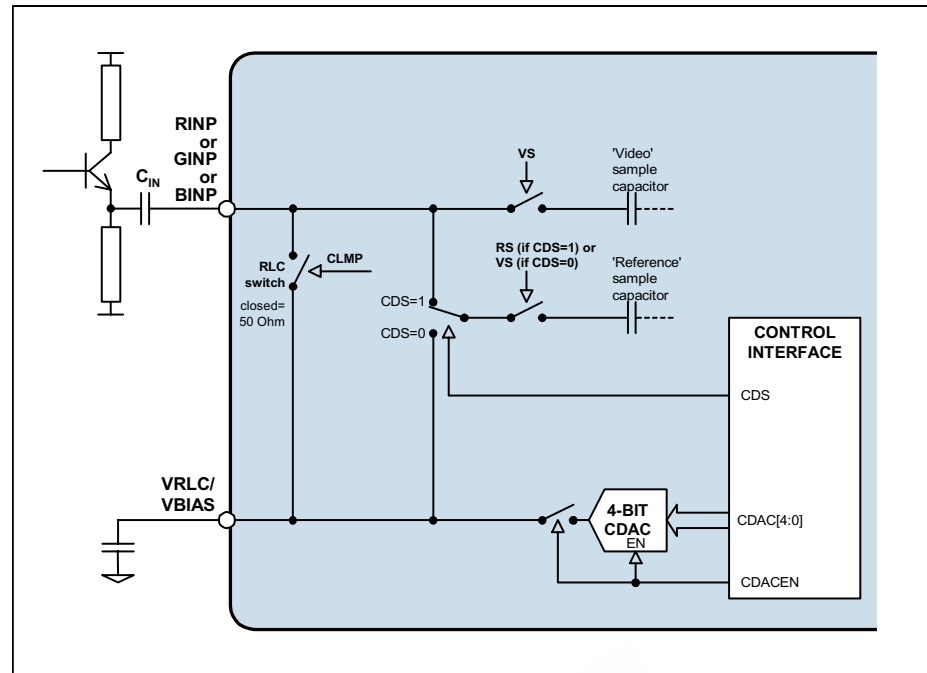 RINP
or
GINP
or
BINP
CIN
VS
'Video'
sample
capacitor
RLC
switch
CLMP
closed=
50 Ohm
RS (if CDS=1) or
VS (if CDS=0)
'Reference'
sample
capacitor
CDS=1
CDS=0
CONTROL
INTERFACE
CDS
VRLC/
VBIAS
4-BIT
CDAC
EN
CDAC[4:0]
CDACEN